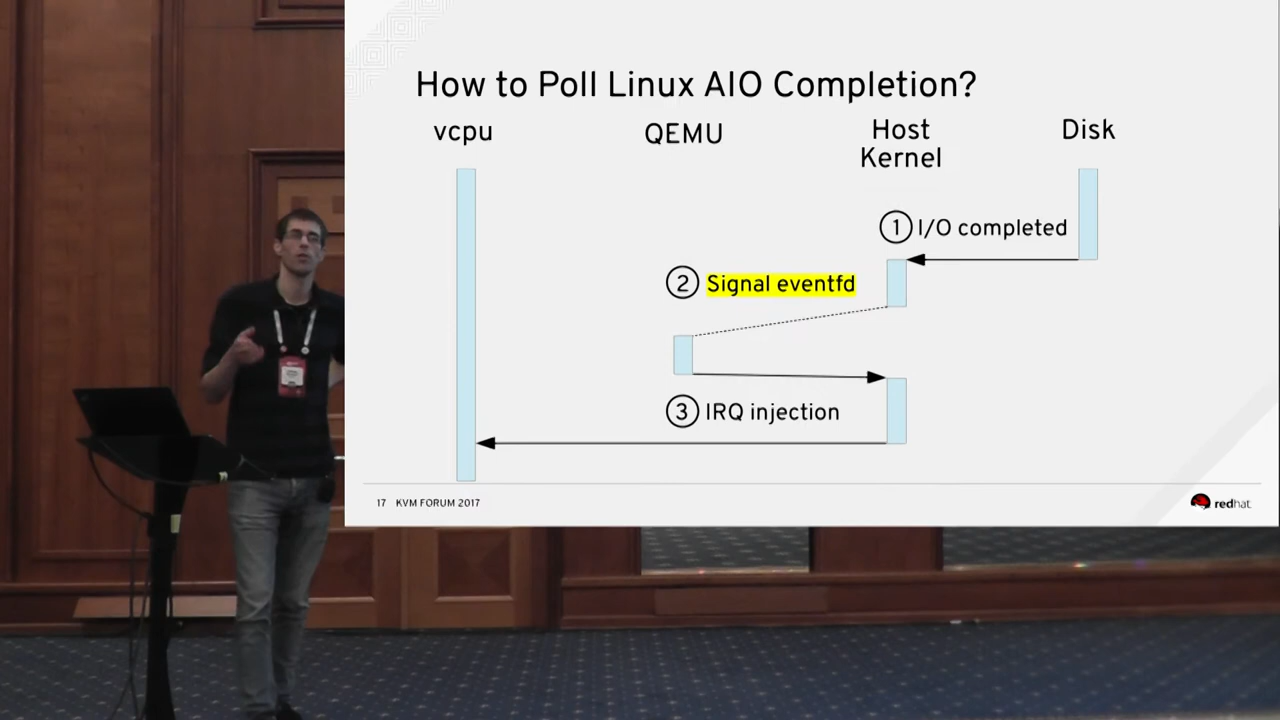 How to Poll Linux AIO Completion?
vcpu
QEMU
Host
Kernel
Disk
1 I/O completed
2 Signal eventfd
3 IRQ injection
17 KVM FORUM 2017
redhat